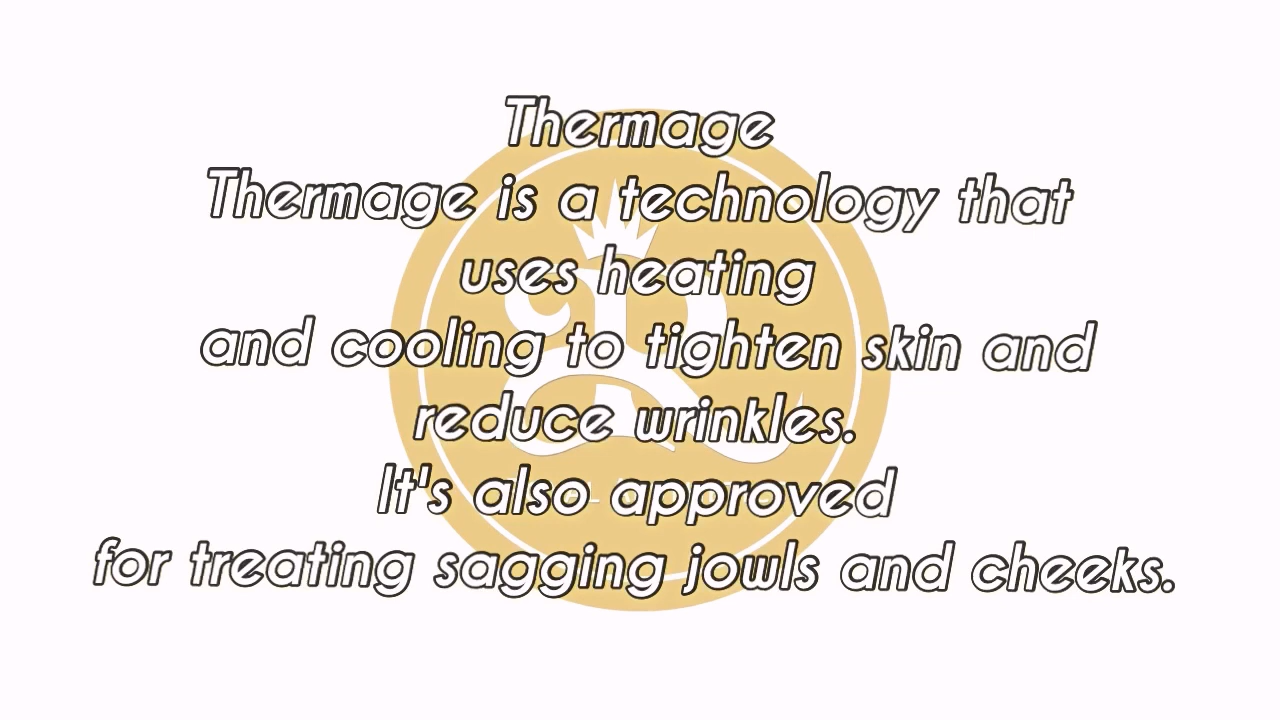 Thermage
Thermage is a technology that
uses heating
and cooling to tighten skin and
reduce wrinkles.
It's also approved
for treating sagging jowls and cheeks.